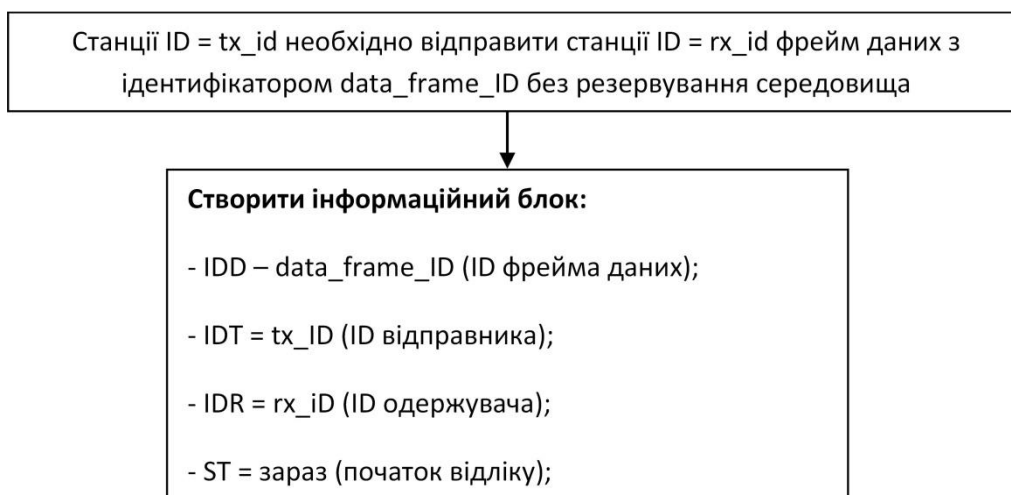 Станції ID = tx_id необхідно відправити станції ID = rx_id фрейм даних з
ідентифікатором data_frame_ID без резервування середовища
Створити інформаційний блок:
- IDD – data_frame_ID (ID фрейма даних);
- IDT = tx_ID (ID відправника);
- IDR = rx_iD (ID одержувача);
- ST = зараз (початок відліку);